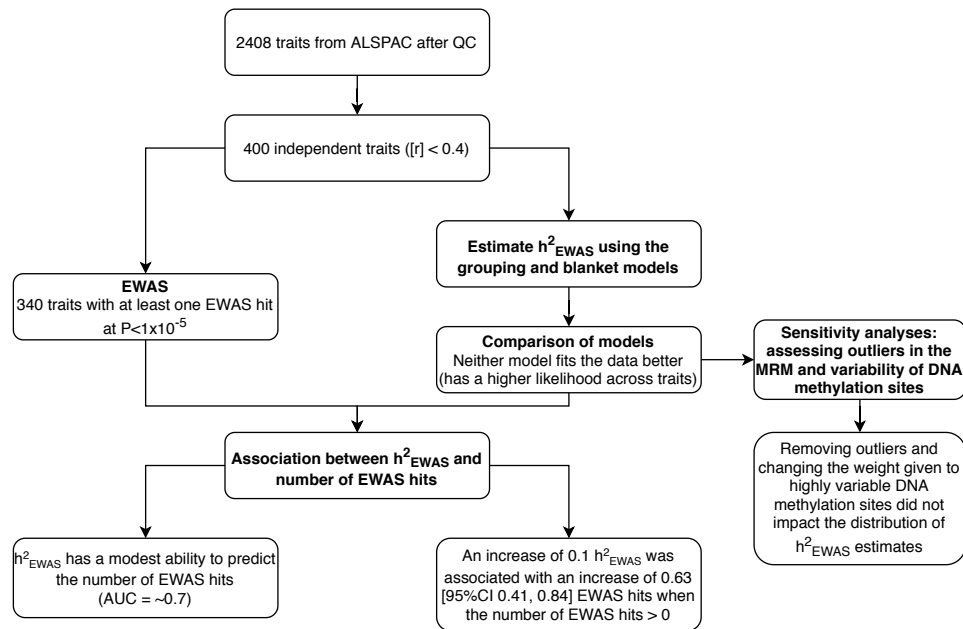 2408 traits from ALSPAC after QC
400 independent traits ([r] < 0.4)
Estimate h²EWAS using the
grouping and blanket models
EWAS
340 traits with at least one EWAS hit
at P<1x10⁻⁵
Comparison of models
Neither model fits the data better
(has a higher likelihood across traits)
Sensitivity analyses:
assessing outliers in the
MRM and variability of DNA
methylation sites
Association between h²EWAS and
number of EWAS hits
Removing outliers and
changing the weight given to
highly variable DNA
methylation sites did not
impact the distribution of
h²EWAS estimates
h²EWAS has a modest ability to predict
the number of EWAS hits
(AUC = ~0.7)
An increase of 0.1 h²EWAS was
associated with an increase of 0.63
[95%CI 0.41, 0.84] EWAS hits when
the number of EWAS hits > 0